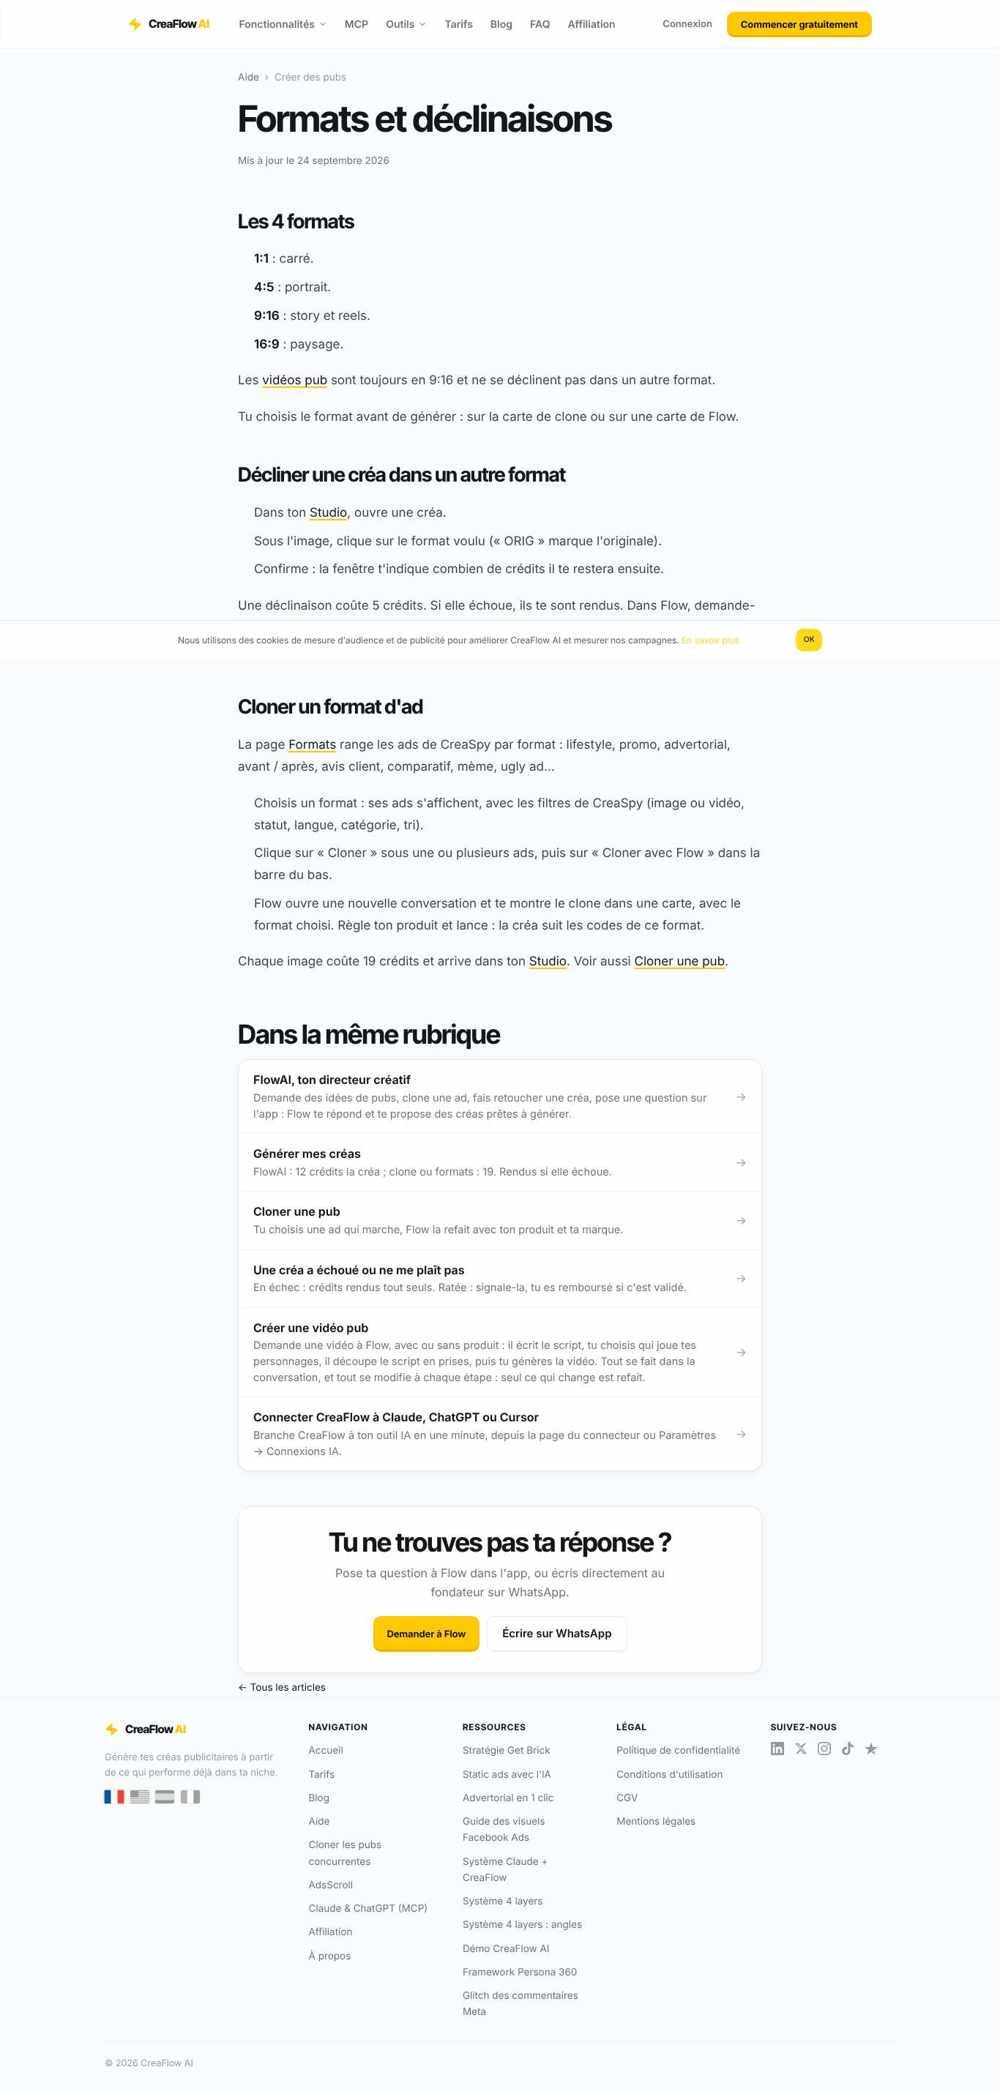 CreaFlow AI
Fonctionnalités
MCP
Outils
Tarifs
Blog
FAQ
Affiliation
Connexion
Commencer gratuitement
Aide › Créer des pubs
Formats et déclinaisons
Mis à jour le 24 septembre 2026
Les 4 formats
1:1 : carré.
4:5 : portrait.
9:16 : story et reels.
16:9 : paysage.
Les vidéos pub sont toujours en 9:16 et ne se déclinent pas dans un autre format.
Tu choisis le format avant de générer : sur la carte de clone ou sur une carte de Flow.
Décliner une créa dans un autre format
Dans ton Studio, ouvre une créa.
Sous l'image, clique sur le format voulu (« ORIG » marque l'originale).
Confirme : la fenêtre t'indique combien de crédits il te restera ensuite.
Une déclinaison coûte 5 crédits. Si elle échoue, ils te sont rendus. Dans Flow, demande-
Nous utilisons des cookies de mesure d'audience et de publicité pour améliorer CreaFlow AI et mesurer nos campagnes. En savoir plus
OK
Cloner un format d'ad
La page Formats range les ads de CreaSpy par format : lifestyle, promo, advertorial,
avant / après, avis client, comparatif, mème, ugly ad...
Choisis un format : ses ads s'affichent, avec les filtres de CreaSpy (image ou vidéo,
statut, langue, catégorie, tri).
Clique sur « Cloner » sous une ou plusieurs ads, puis sur « Cloner avec Flow » dans la
barre du bas.
Flow ouvre une nouvelle conversation et te montre le clone dans une carte, avec le
format choisi. Règle ton produit et lance : la créa suit les codes de ce format.
Chaque image coûte 19 crédits et arrive dans ton Studio. Voir aussi Cloner une pub.
Dans la même rubrique
FlowAI, ton directeur créatif
Demande des idées de pubs, clone une ad, fais retoucher une créa, pose une question sur
l'app : Flow te répond et te propose des créas prêtes à générer.
→
Générer mes créas
FlowAI : 12 crédits la créa ; clone ou formats : 19. Rendus si elle échoue.
→
Cloner une pub
Tu choisis une ad qui marche, Flow la refait avec ton produit et ta marque.
→
Une créa a échoué ou ne me plaît pas
En échec : crédits rendus tout seuls. Ratée : signale-la, tu es remboursé si c'est validé.
→
Créer une vidéo pub
Demande une vidéo à Flow, avec ou sans produit : il écrit le script, tu choisis qui joue tes
personnages, il découpe le script en prises, puis tu génères la vidéo. Tout se fait dans la
conversation, et tout se modifie à chaque étape : seul ce qui change est refait.
→
Connecter CreaFlow à Claude, ChatGPT ou Cursor
Branche CreaFlow à ton outil IA en une minute, depuis la page du connecteur ou Paramètres
→ Connexions IA.
→
Tu ne trouves pas ta réponse ?
Pose ta question à Flow dans l'app, ou écris directement au
fondateur sur WhatsApp.
Demander à Flow
Écrire sur WhatsApp
← Tous les articles
CreaFlow AI
Génère tes créas publicitaires à partir
de ce qui performe déjà dans ta niche.
NAVIGATION
Accueil
Tarifs
Blog
Aide
Cloner les pubs
concurrentes
AdsScroll
Claude & ChatGPT (MCP)
Affiliation
À propos
RESSOURCES
Stratégie Get Brick
Static ads avec l'IA
Advertorial en 1 clic
Guide des visuels
Facebook Ads
Système Claude +
CreaFlow
Système 4 layers
Système 4 layers : angles
Démo CreaFlow AI
Framework Persona 360
Glitch des commentaires
Meta
LÉGAL
Politique de confidentialité
Conditions d'utilisation
CGV
Mentions légales
SUIVEZ-NOUS
© 2026 CreaFlow AI